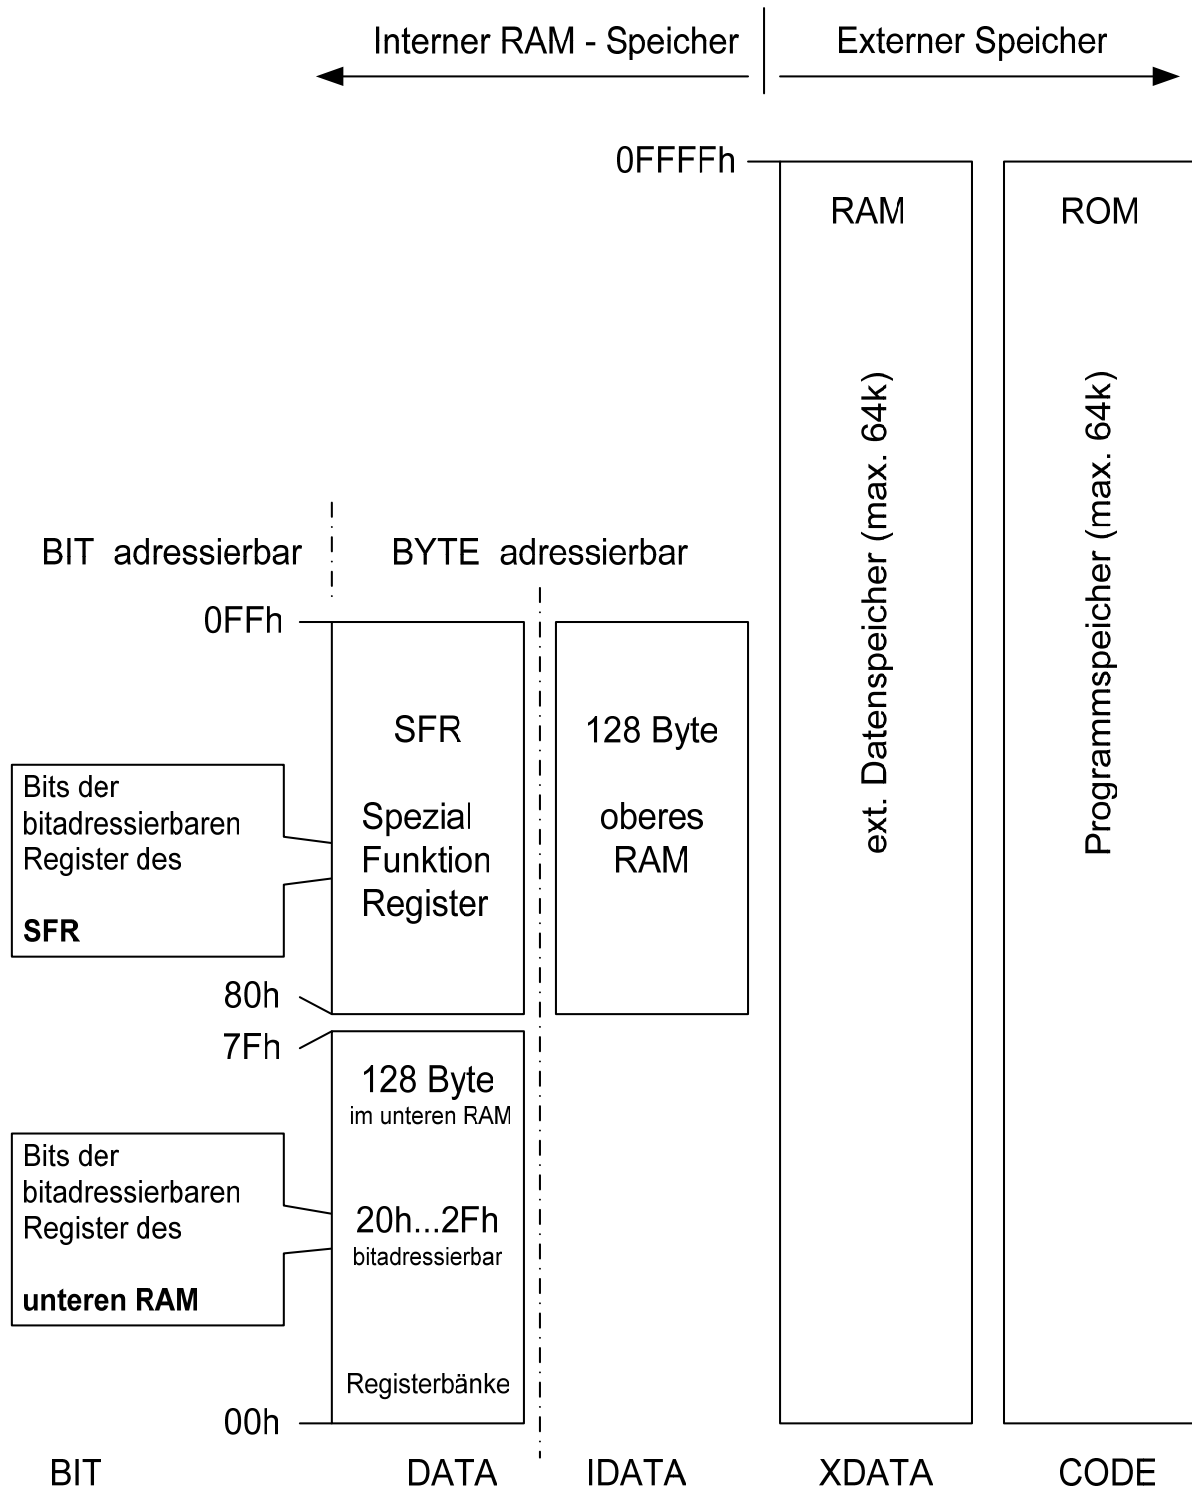 Interner RAM - Speicher
Externer Speicher
0FFFFh
RAM
ROM
ext. Datenspeicher (max. 64k)
Programmspeicher (max. 64k)
BIT adressierbar
BYTE adressierbar
0FFh
SFR
Spezial
Funktion
Register
128 Byte
oberes
RAM
Bits der
bitadressierbaren
Register des
SFR
80h
7Fh
128 Byte
im unteren RAM
20h...2Fh
bitadressierbar
Registerbänke
Bits der
bitadressierbaren
Register des
unteren RAM
00h
BIT
DATA
IDATA
XDATA
CODE